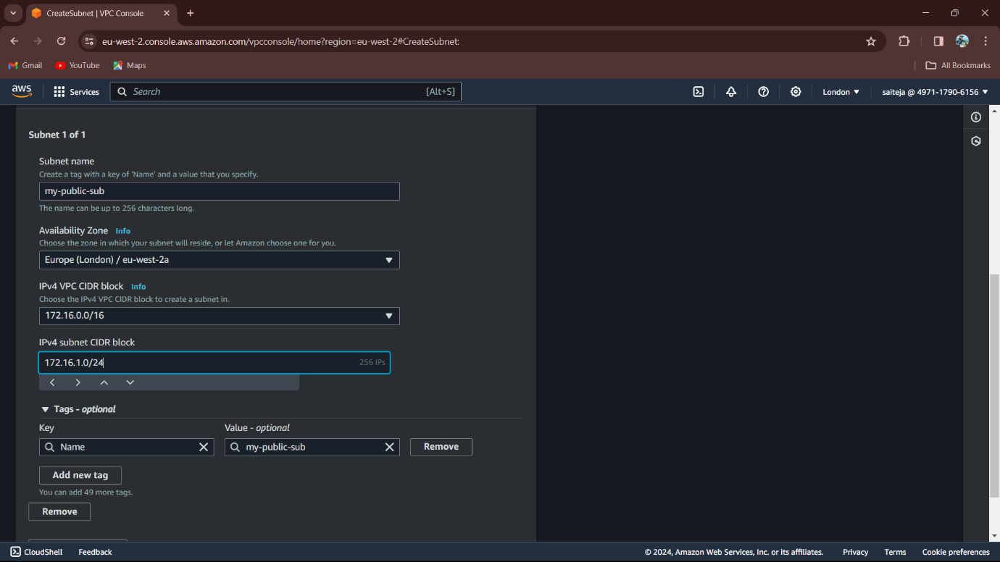 CreateSubnet | VPC Console
eu-west-2.console.aws.amazon.com/vpcconsole/home?region=eu-west-2#CreateSubnet:
Gmail YouTube Maps All Bookmarks
aws Services Search [Alt+S] London saiteja @ 4971-1790-6156
Subnet 1 of 1
Subnet name
Create a tag with a key of 'Name' and a value that you specify.
my-public-sub
The name can be up to 256 characters long.
Availability Zone Info
Choose the zone in which your subnet will reside, or let Amazon choose one for you.
Europe (London) / eu-west-2a
IPv4 VPC CIDR block Info
Choose the IPv4 VPC CIDR block to create a subnet in.
172.16.0.0/16
IPv4 subnet CIDR block
172.16.1.0/24 256 IPs
Tags - optional
Key Value - optional
Name my-public-sub Remove
Add new tag
You can add 49 more tags.
Remove
CloudShell Feedback © 2024, Amazon Web Services, Inc. or its affiliates. Privacy Terms Cookie preferences